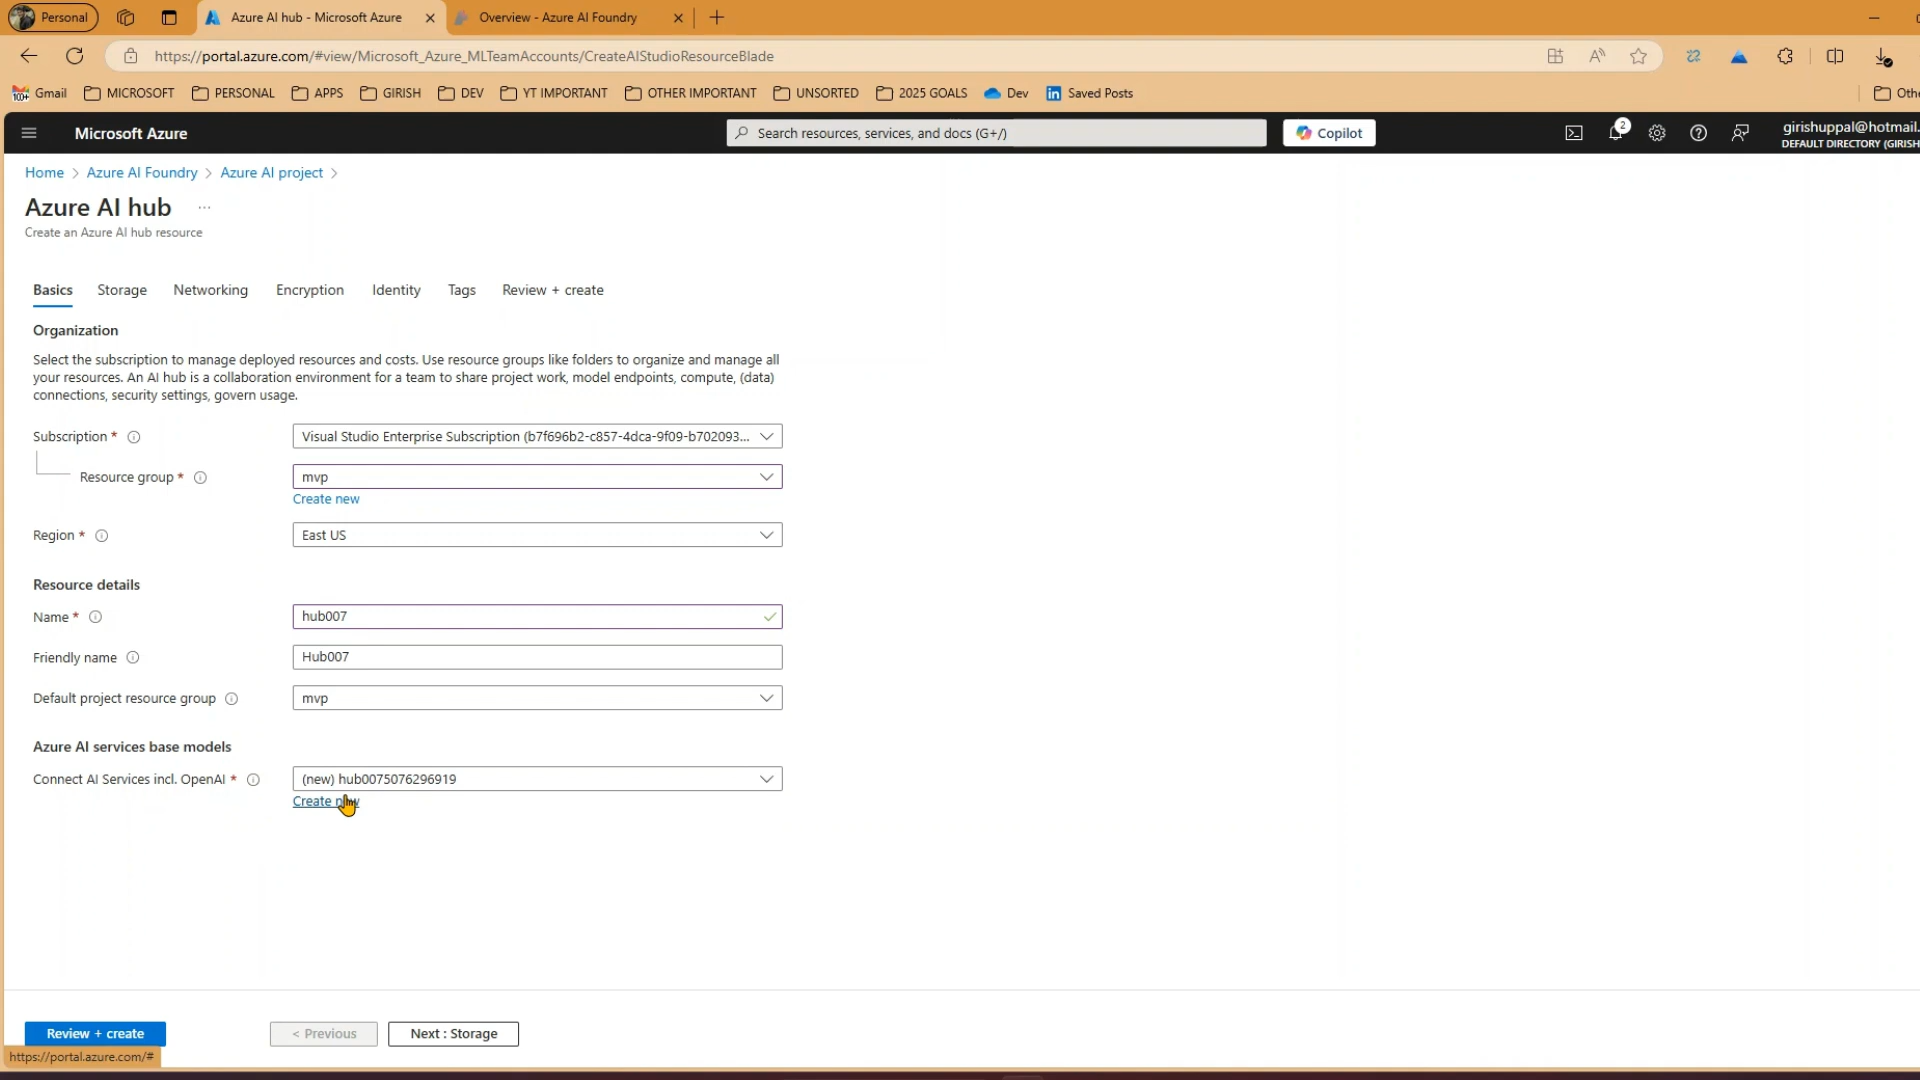 Personal
Azure AI hub - Microsoft Azure
Overview - Azure AI Foundry
https://portal.azure.com/#view/Microsoft_Azure_MLTeamAccounts/CreateAIStudioResourceBlade
100+ Gmail MICROSOFT PERSONAL APPS GIRISH DEV YT IMPORTANT OTHER IMPORTANT UNSORTED 2025 GOALS Dev Saved Posts Othe
Microsoft Azure
Search resources, services, and docs (G+/)
Copilot
2
girishuppal@hotmail.
DEFAULT DIRECTORY (GIRISH
Home > Azure AI Foundry > Azure AI project >
Azure AI hub ...
Create an Azure AI hub resource
Basics Storage Networking Encryption Identity Tags Review + create
Organization
Select the subscription to manage deployed resources and costs. Use resource groups like folders to organize and manage all
your resources. An AI hub is a collaboration environment for a team to share project work, model endpoints, compute, (data)
connections, security settings, govern usage.
Subscription * Visual Studio Enterprise Subscription (b7f696b2-c857-4dca-9f09-b702093...
Resource group * mvp
Create new
Region * East US
Resource details
Name * hub007
Friendly name Hub007
Default project resource group mvp
Azure AI services base models
Connect AI Services incl. OpenAI * (new) hub0075076296919
Create new
Review + create < Previous Next : Storage
https://portal.azure.com/#